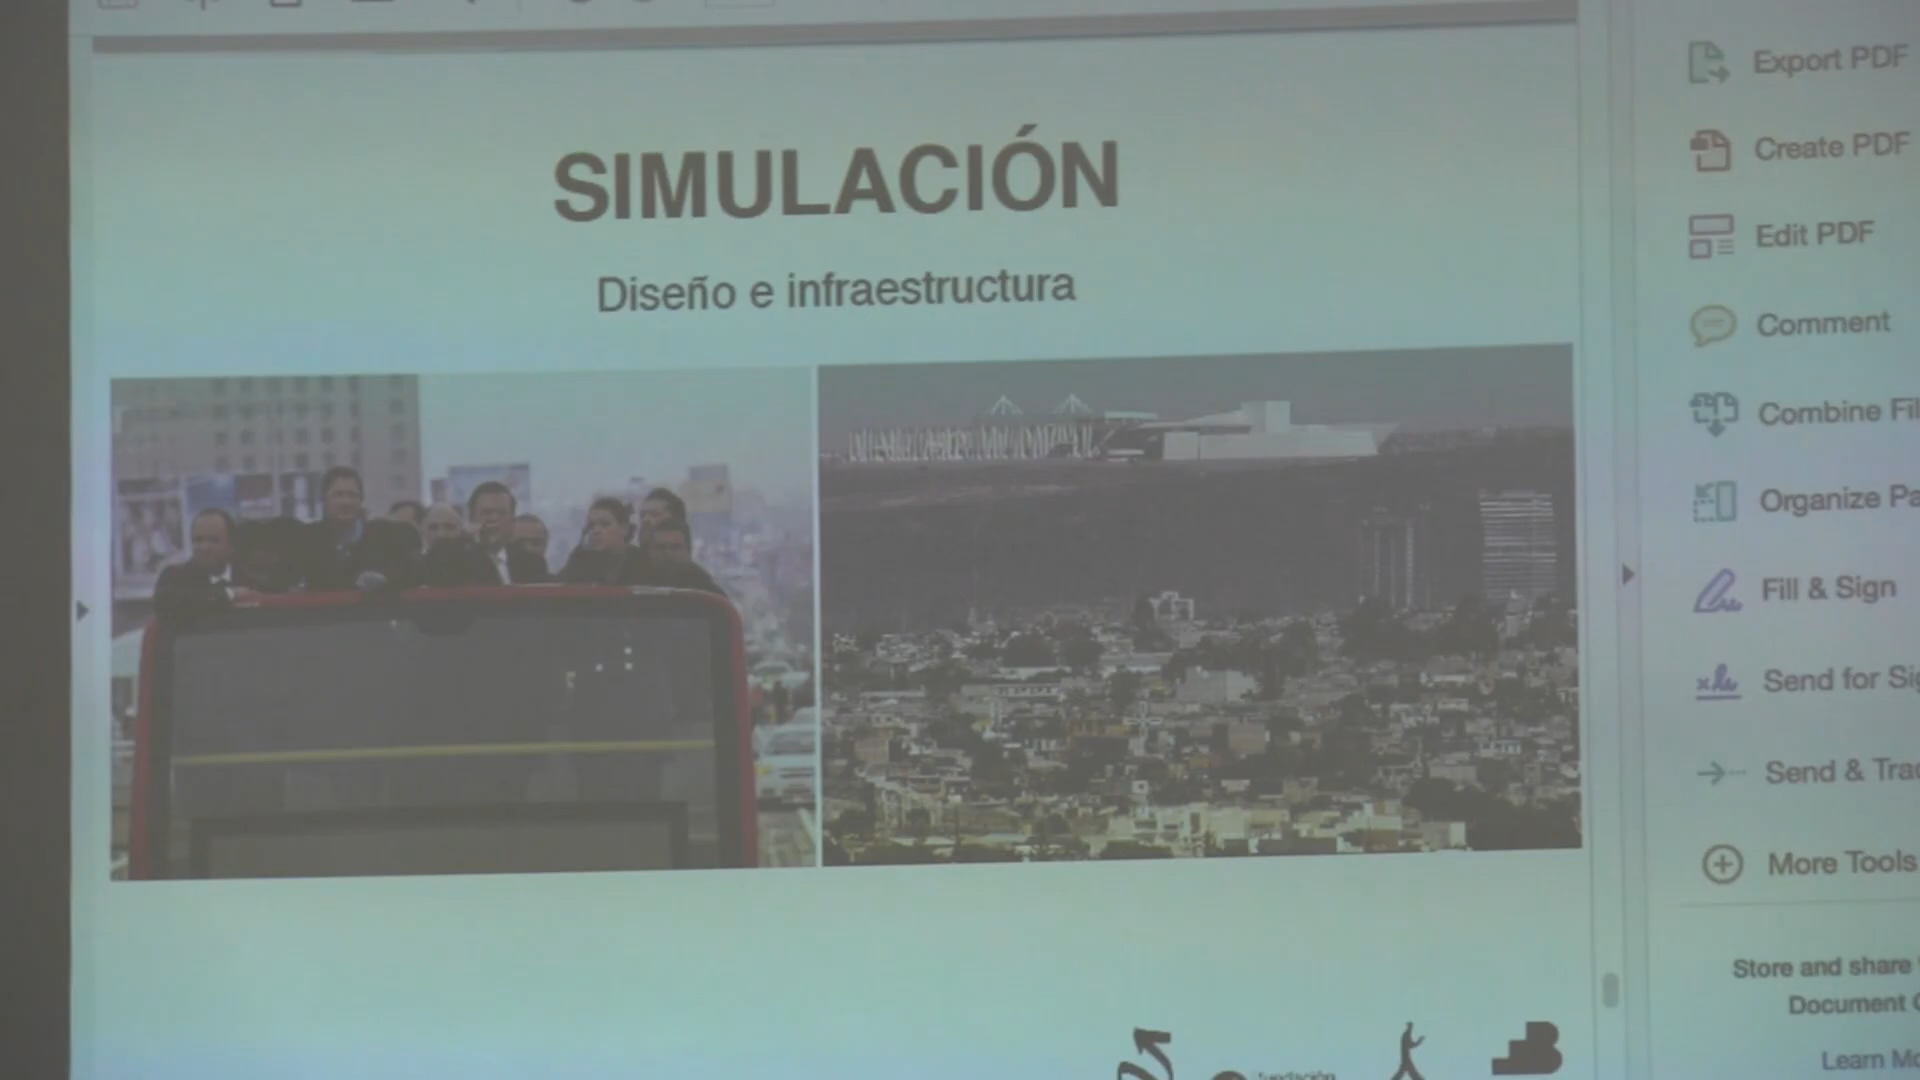 SIMULACIÓN
Diseño e infraestructura
Export PDF
Create PDF
Edit PDF
Comment
Combine Fil
Organize Pa
Fill & Sign
Send for Sig
Send & Trac
More Tools
Store and share
Document C
Learn Mo
fundación